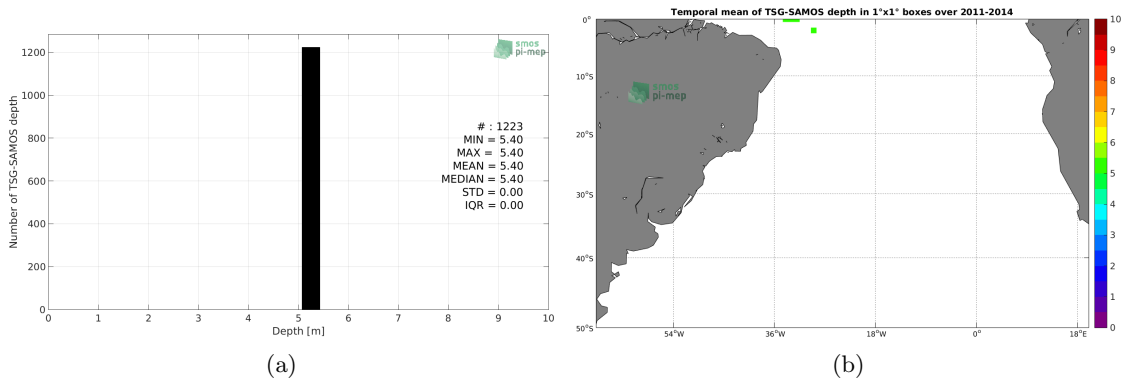 smos
pi-mep
1200
1000
800
600
400
200
0
Number of TSG-SAMOS depth
# : 1223
MIN = 5.40
MAX = 5.40
MEAN = 5.40
MEDIAN = 5.40
STD = 0.00
IQR = 0.00
0 1 2 3 4 5 6 7 8 9 10
Depth [m]
(a)
Temporal mean of TSG-SAMOS depth in 1°x1° boxes over 2011-2014
0°
10°S
20°S
30°S
40°S
50°S
smos
pi-mep
54°W 36°W 18°W 0° 18°E
10
9
8
7
6
5
4
3
2
1
0
(b)